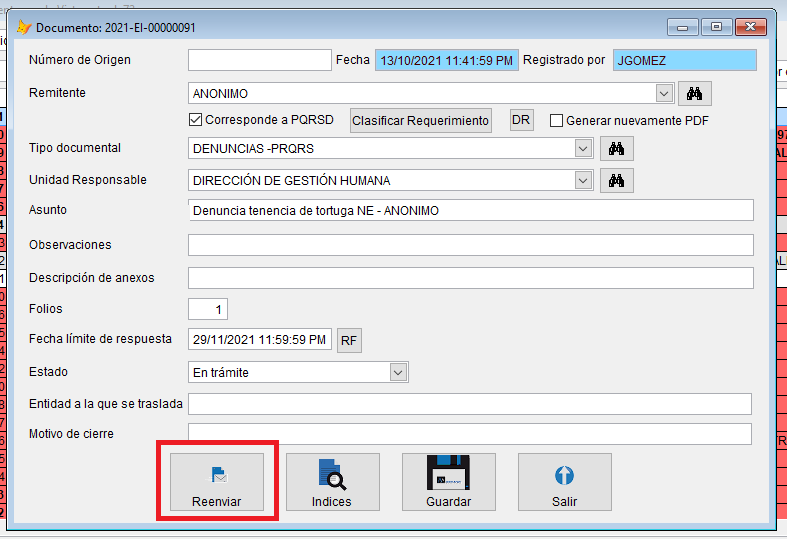 Documento: 2021-EI-00000091
Número de Origen Fecha 13/10/2021 11:41:59 PM Registrado por JGOMEZ
Remitente ANONIMO
Corresponde a PQRSD Clasificar Requerimiento DR Generar nuevamente PDF
Tipo documental DENUNCIAS -PRQRS
Unidad Responsable DIRECCIÓN DE GESTIÓN HUMANA
Asunto Denuncia tenencia de tortuga NE - ANONIMO
Observaciones
Descripción de anexos
Folios 1
Fecha límite de respuesta 29/11/2021 11:59:59 PM RF
Estado En trámite
Entidad a la que se traslada
Motivo de cierre
Reenviar Indices Guardar Salir